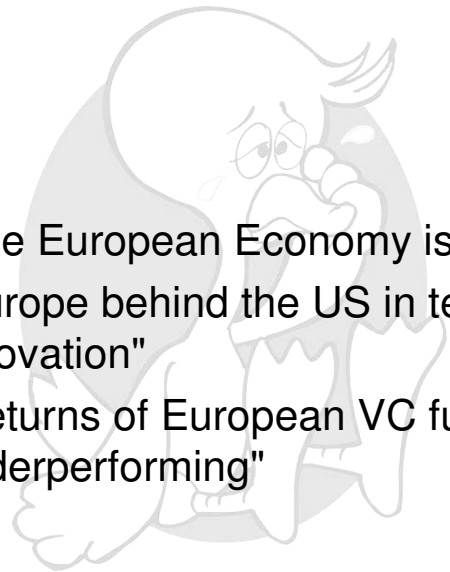 e European Economy is
urope behind the US in te
ovation"
eturns of European VC fu
derperforming"